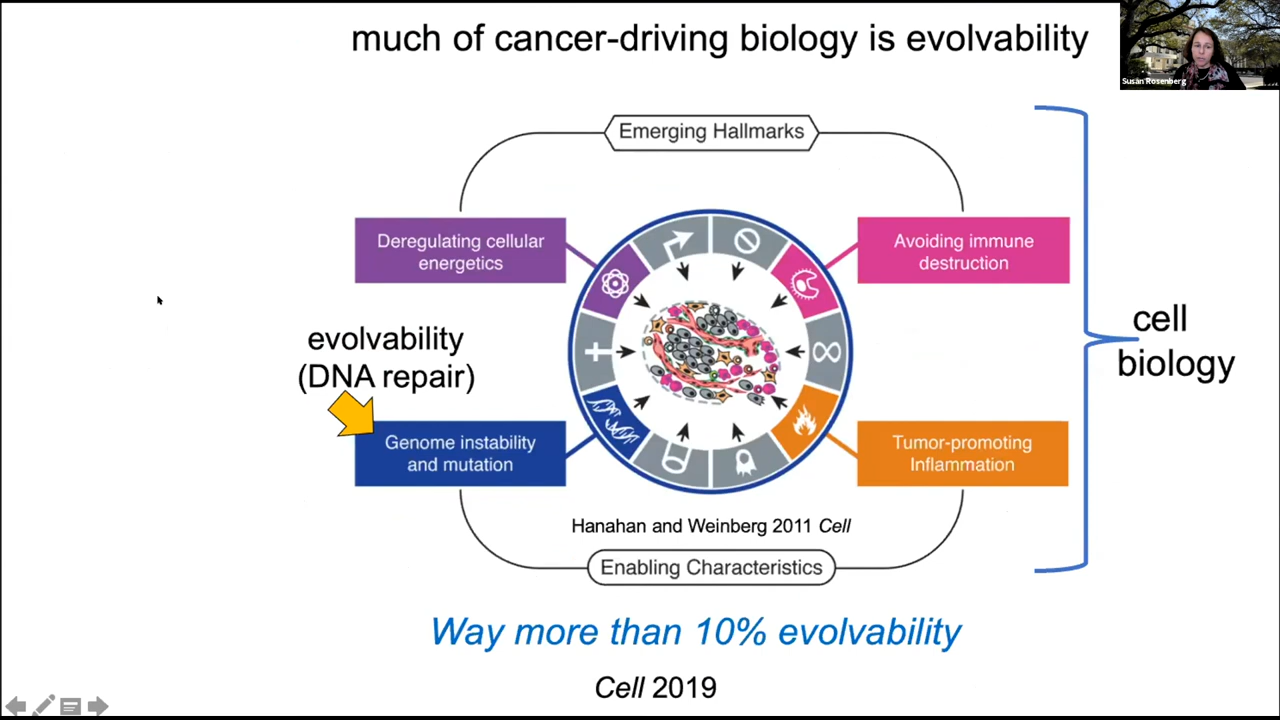 much of cancer-driving biology is evolvability
Susan Rosenberg
Emerging Hallmarks
Deregulating cellular
energetics
Avoiding immune
destruction
evolvability
(DNA repair)
cell
biology
Genome instability
and mutation
Tumor-promoting
Inflammation
Hanahan and Weinberg 2011 Cell
Enabling Characteristics
Way more than 10% evolvability
Cell 2019